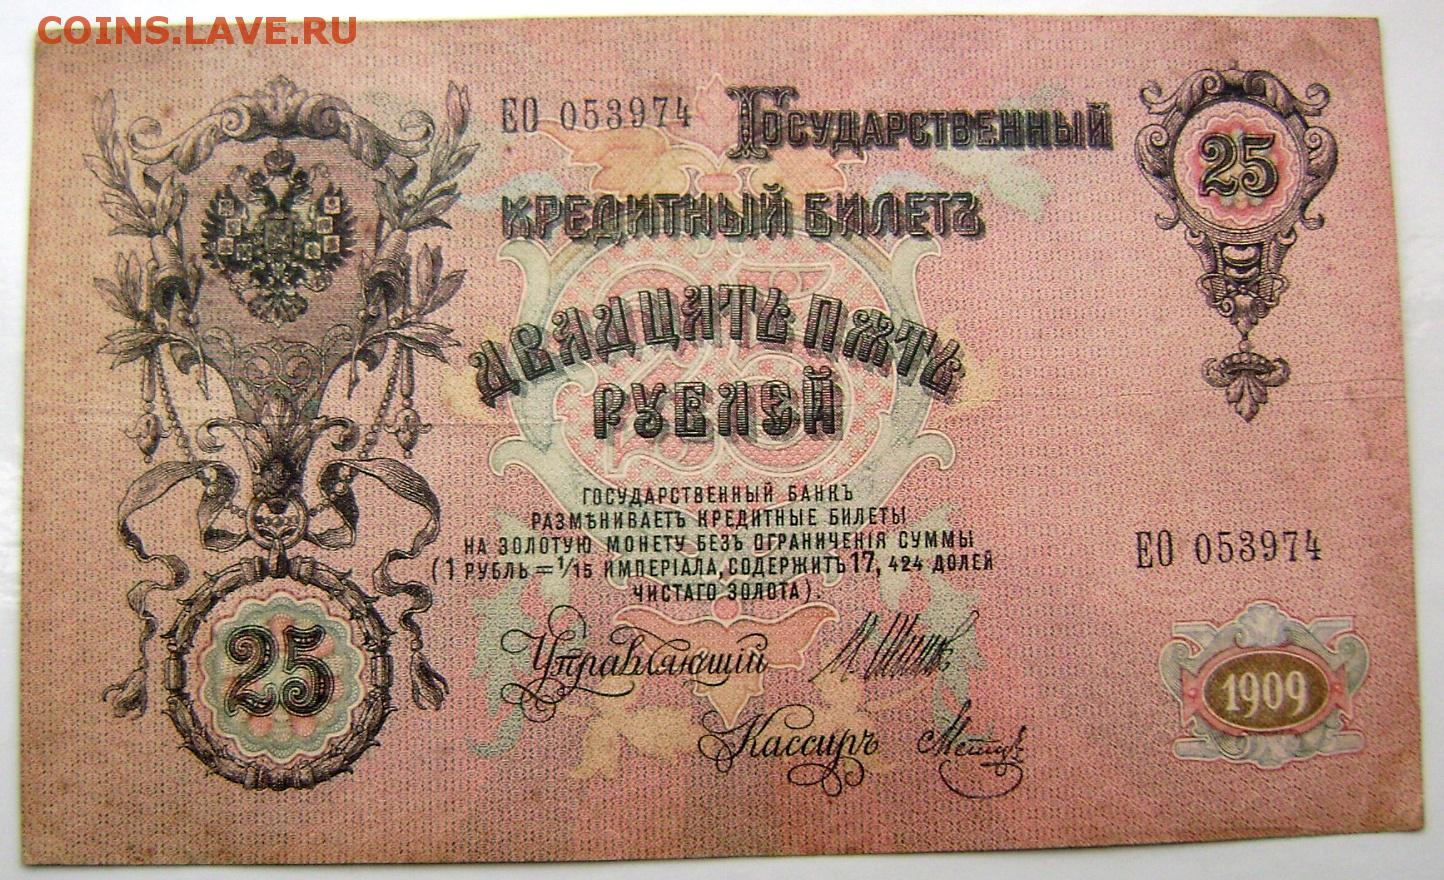 COINS.LAVE.RU
ЕО 053974
ГОСУДАРСТВЕННЫЙ
25
КРЕДИТНЫЙ БИЛЕТЪ
25
ДВАДЦАТЬ ПЯТЬ
РУБЛЕЙ
ГОСУДАРСТВЕННЫЙ БАНКЪ
РАЗМѢНИВАЕТЪ КРЕДИТНЫЕ БИЛЕТЫ
НА ЗОЛОТУЮ МОНЕТУ БЕЗЪ ОГРАНИЧЕНІЯ СУММЫ
(1 РУБЛЬ = 1/15 ИМПЕРІАЛА, СОДЕРЖИТЪ 17, 424 ДОЛЕЙ
ЧИСТАГО ЗОЛОТА).
ЕО 053974
25
Управляющій
1909
Кассиръ